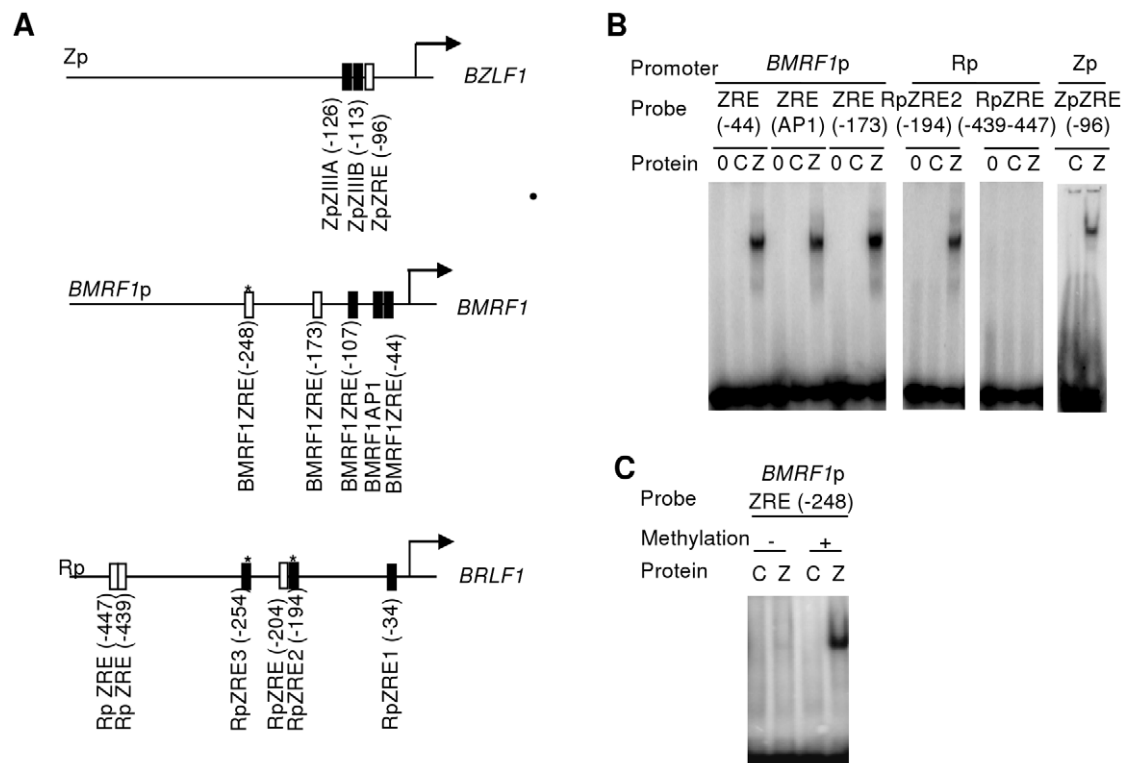 A
Zp
BZLF1
ZpZIIIA (-126)
ZpZIIIB (-113)
ZpZRE (-96)
*
BMRF1p
BMRF1
BMRF1ZRE(-248)
BMRF1ZRE(-173)
BMRF1ZRE(-107)
BMRF1AP1
BMRF1ZRE(-44)
* *
Rp
BRLF1
Rp ZRE (-447)
Rp ZRE (-439)
RpZRE3 (-254)
RpZRE (-204)
RpZRE2 (-194)
RpZRE1 (-34)
B
Promoter BMRF1p Rp Zp
Probe ZRE ZRE ZRE RpZRE2 RpZRE ZpZRE
(-44) (AP1) (-173) (-194) (-439-447) (-96)
Protein 0 C Z 0 C Z 0 C Z 0 C Z 0 C Z C Z
C
BMRF1p
Probe ZRE (-248)
Methylation - +
Protein C Z C Z